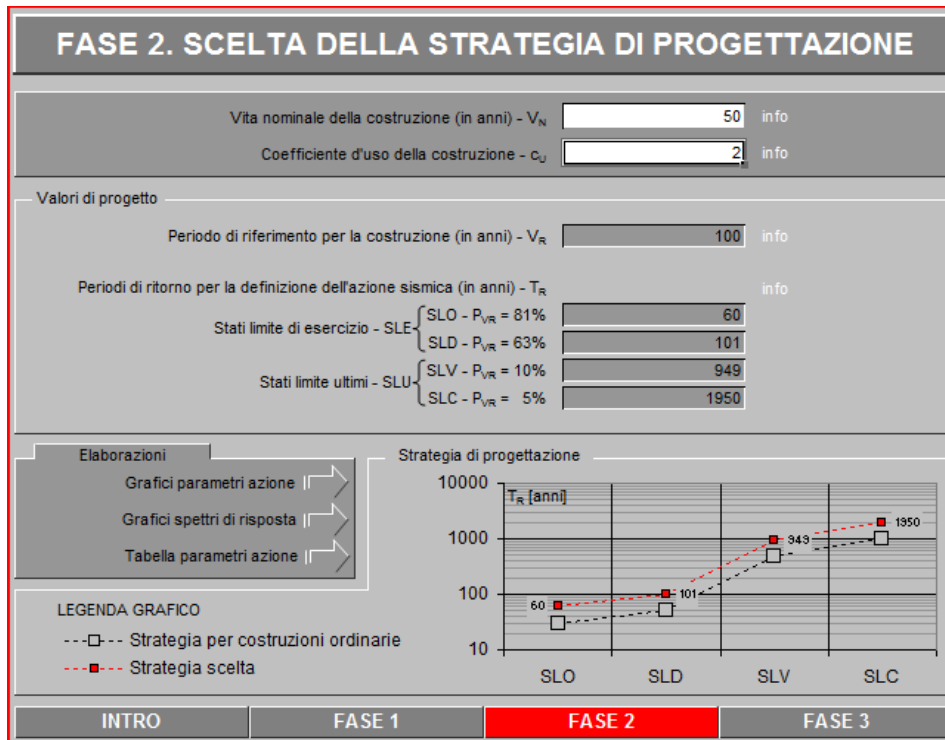 FASE 2. SCELTA DELLA STRATEGIA DI PROGETTAZIONE
Vita nominale della costruzione (in anni) - VN 50 info
Coefficiente d'uso della costruzione - cU 2 info
Valori di progetto
Periodo di riferimento per la costruzione (in anni) - VR 100 info
Periodi di ritorno per la definizione dell'azione sismica (in anni) - TR info
Stati limite di esercizio - SLE
SLO - PVR = 81% 60
SLD - PVR = 63% 101
Stati limite ultimi - SLU
SLV - PVR = 10% 949
SLC - PVR = 5% 1950
Elaborazioni
Grafici parametri azione
Grafici spettri di risposta
Tabella parametri azione
LEGENDA GRAFICO
Strategia per costruzioni ordinarie
Strategia scelta
Strategia di progettazione
TR [anni]
10000
1000
100
10
60
101
949
1950
SLO SLD SLV SLC
INTRO FASE 1 FASE 2 FASE 3